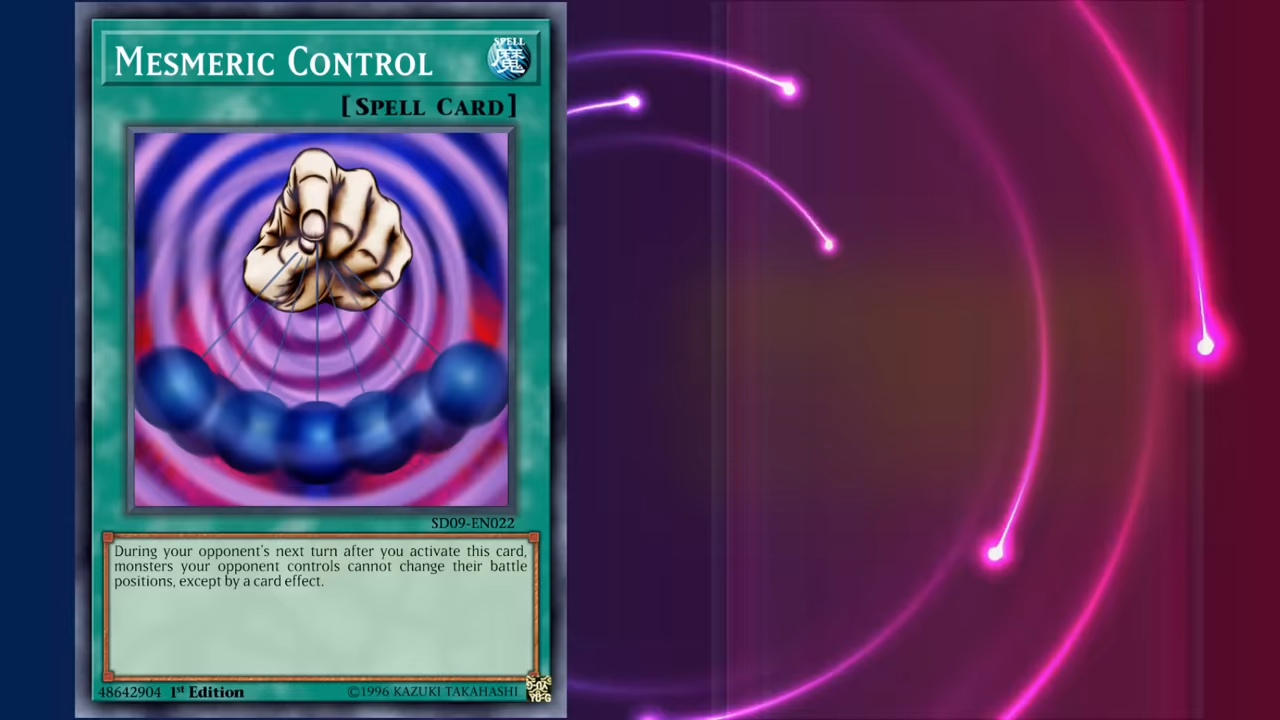 MESMERIC CONTROL
SPELL
魔
[SPELL CARD]
SD09-EN022
During your opponent's next turn after you activate this card,
monsters your opponent controls cannot change their battle
positions, except by a card effect.
48642904 1st Edition ©1996 KAZUKI TAKAHASHI